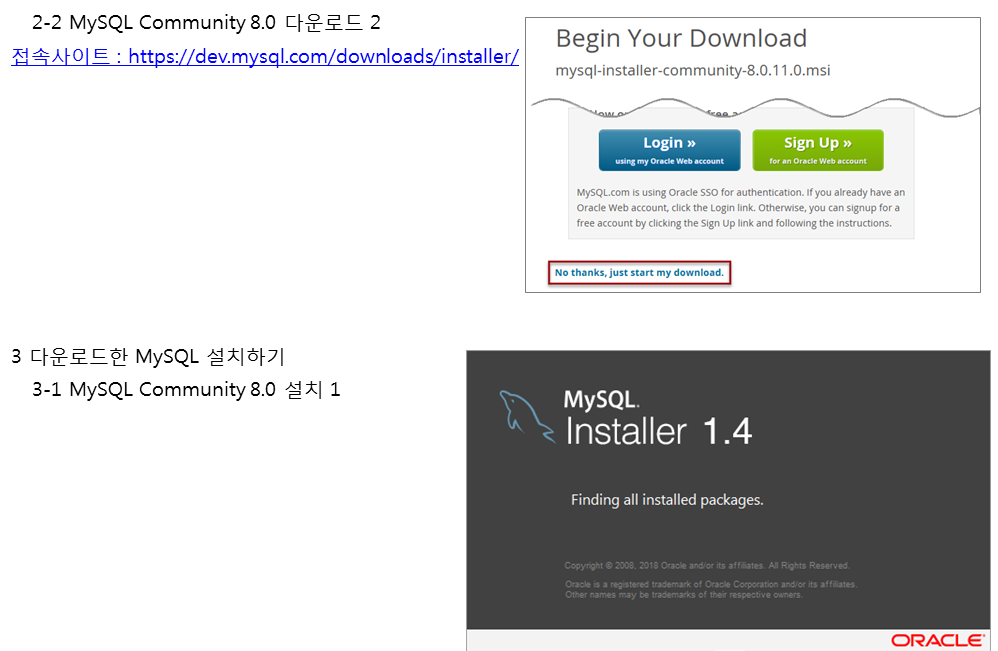 2-2 MySQL Community 8.0 다운로드 2
접속사이트 : https://dev.mysql.com/downloads/installer/
Begin Your Download
mysql-installer-community-8.0.11.0.msi
Login »
using my Oracle Web account
Sign Up »
for an Oracle Web account
MySQL.com is using Oracle SSO for authentication. If you already have an
Oracle Web account, click the Login link. Otherwise, you can signup for a
free account by clicking the Sign Up link and following the instructions.
No thanks, just start my download.
3 다운로드한 MySQL 설치하기
3-1 MySQL Community 8.0 설치 1
MySQL.
Installer 1.4
Finding all installed packages.
Copyright © 2008, 2018 Oracle and/or its affiliates. All Rights Reserved.
Oracle is a registered trademark of Oracle Corporation and/or its affiliates.
Other names may be trademarks of their respective owners.
ORACLE